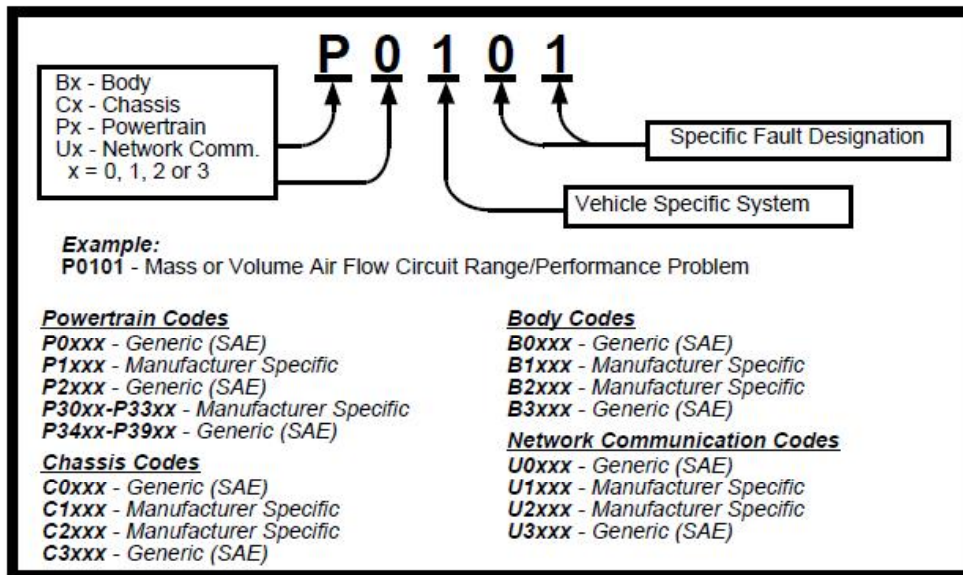 P 0 1 0 1
Bx - Body
Cx - Chassis
Px - Powertrain
Ux - Network Comm.
x = 0, 1, 2 or 3
Specific Fault Designation
Vehicle Specific System
Example:
P0101 - Mass or Volume Air Flow Circuit Range/Performance Problem
Powertrain Codes
P0xxx - Generic (SAE)
P1xxx - Manufacturer Specific
P2xxx - Generic (SAE)
P30xx-P33xx - Manufacturer Specific
P34xx-P39xx - Generic (SAE)
Chassis Codes
C0xxx - Generic (SAE)
C1xxx - Manufacturer Specific
C2xxx - Manufacturer Specific
C3xxx - Generic (SAE)
Body Codes
B0xxx - Generic (SAE)
B1xxx - Manufacturer Specific
B2xxx - Manufacturer Specific
B3xxx - Generic (SAE)
Network Communication Codes
U0xxx - Generic (SAE)
U1xxx - Manufacturer Specific
U2xxx - Manufacturer Specific
U3xxx - Generic (SAE)